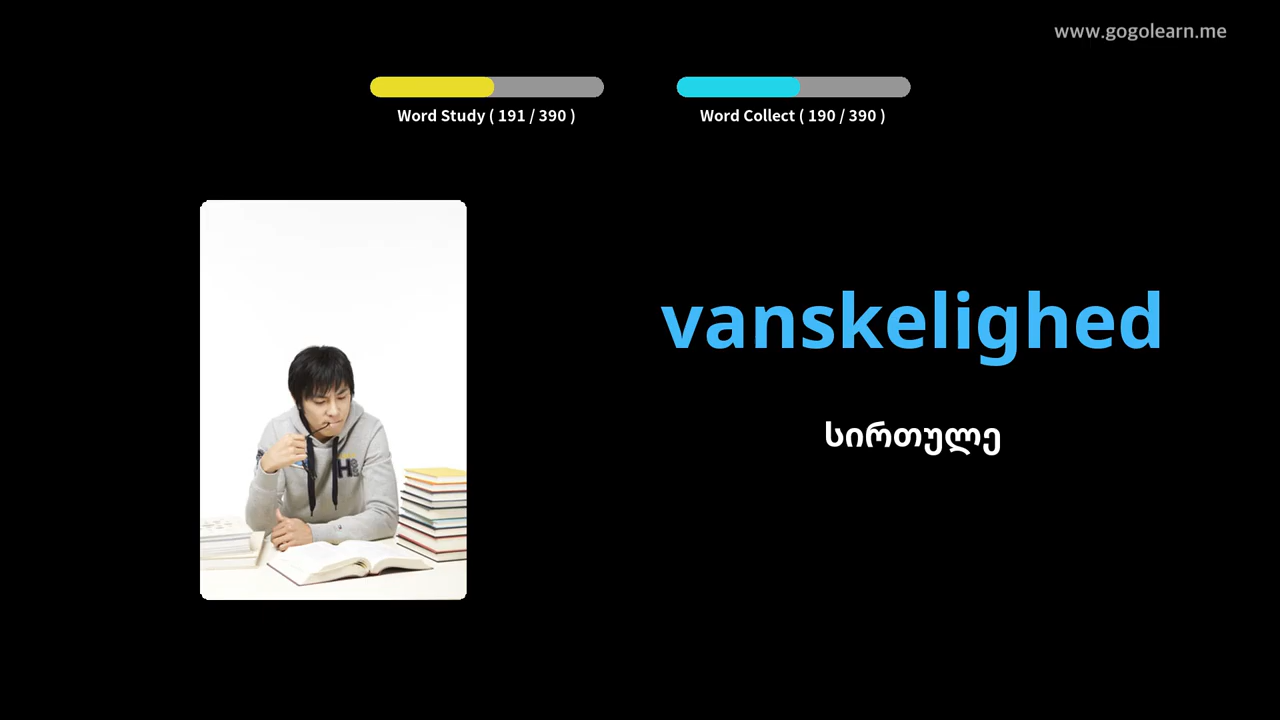 www.gogolearn.me
Word Study ( 191 / 390 )
Word Collect ( 190 / 390 )
vanskelighed
სირთულე